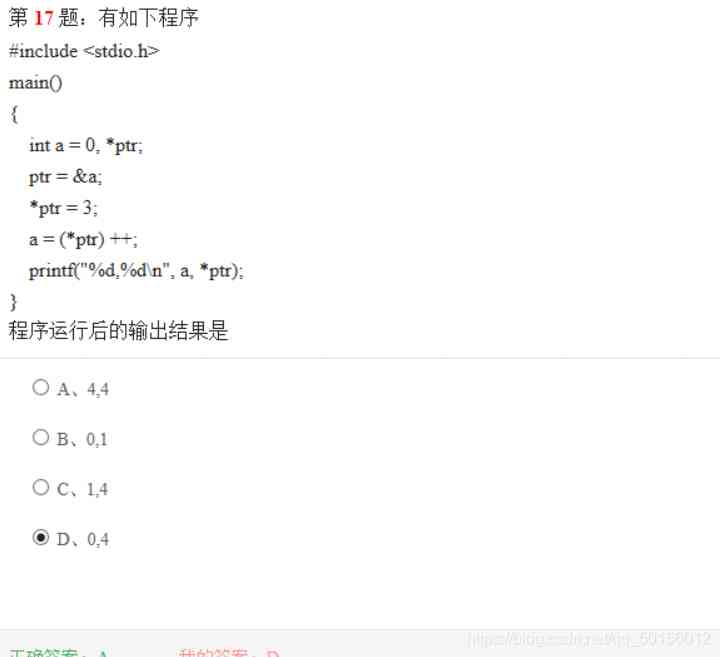 第 17 题：有如下程序
#include <stdio.h>
main()
{
int a = 0, *ptr;
ptr = &a;
*ptr = 3;
a = (*ptr) ++;
printf("%d,%d\n", a, *ptr);
}
程序运行后的输出结果是
A、4,4
B、0,1
C、1,4
D、0,4
https://blog.csdn.net/qq_50156012
正确答案：A 我的答案：D